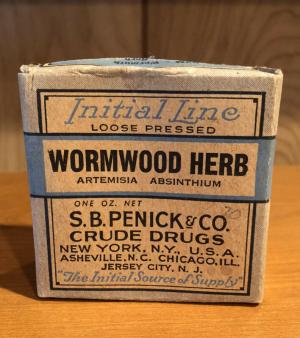 Initial Line
LOOSE PRESSED
WORMWOOD HERB
ARTEMISIA ABSINTHIUM
ONE OZ. NET
S.B. PENICK & CO.
CRUDE DRUGS
NEW YORK, N.Y., U.S.A.
ASHEVILLE, N.C. CHICAGO, ILL.
JERSEY CITY, N. J.
"The Initial Source of Supply"